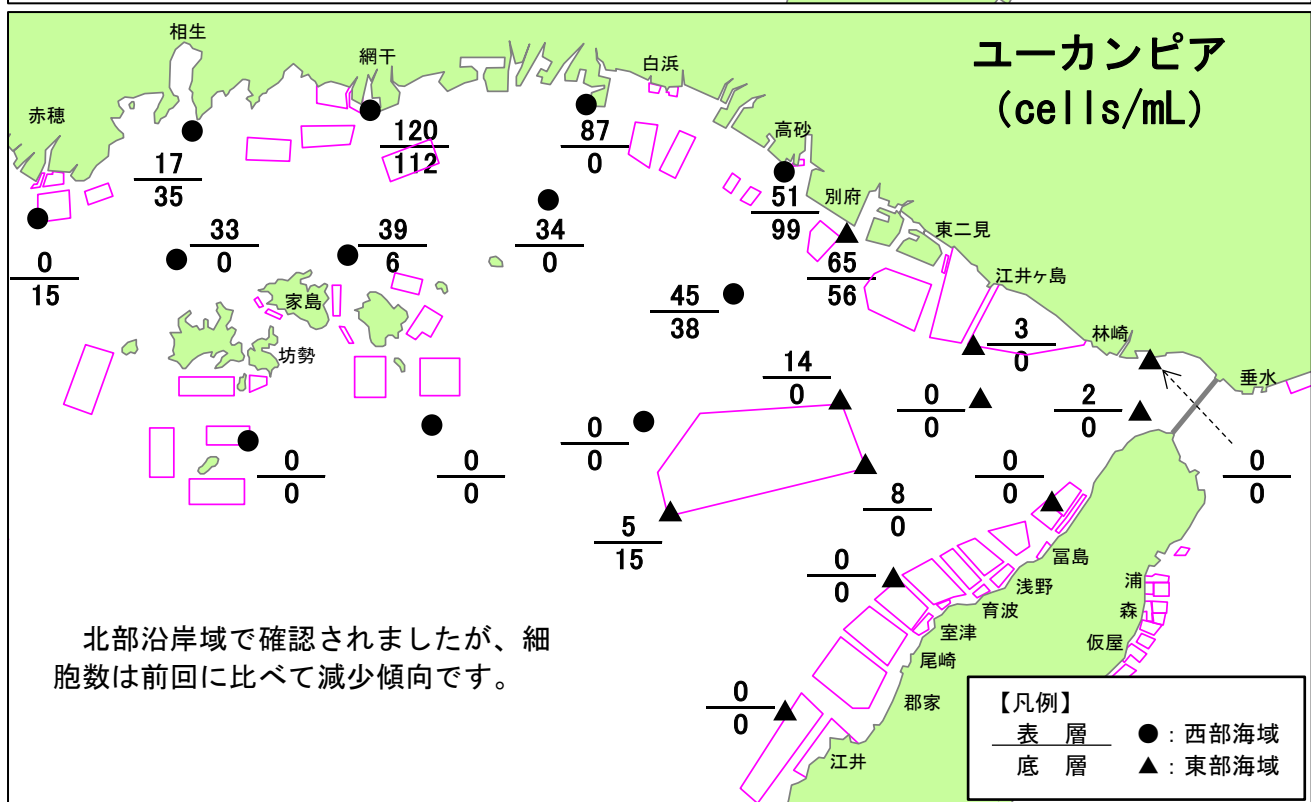 ユーカンピア
(cells/mL)
相生
網干
白浜
赤穂
高砂
別府
東二見
江井ヶ島
林崎
垂水
家島
坊勢
120
112
87
0
17
35
51
99
33
0
39
6
34
0
0
15
65
56
45
38
3
0
14
0
0
0
2
0
0
0
0
0
0
0
0
0
0
0
8
0
5
15
0
0
0
0
冨島
浅野
育波
室津
尾崎
郡家
江井
浦
森
仮屋
北部沿岸域で確認されましたが、細
胞数は前回に比べて減少傾向です。
【凡例】
表 層 ●：西部海域
底 層 ▲：東部海域